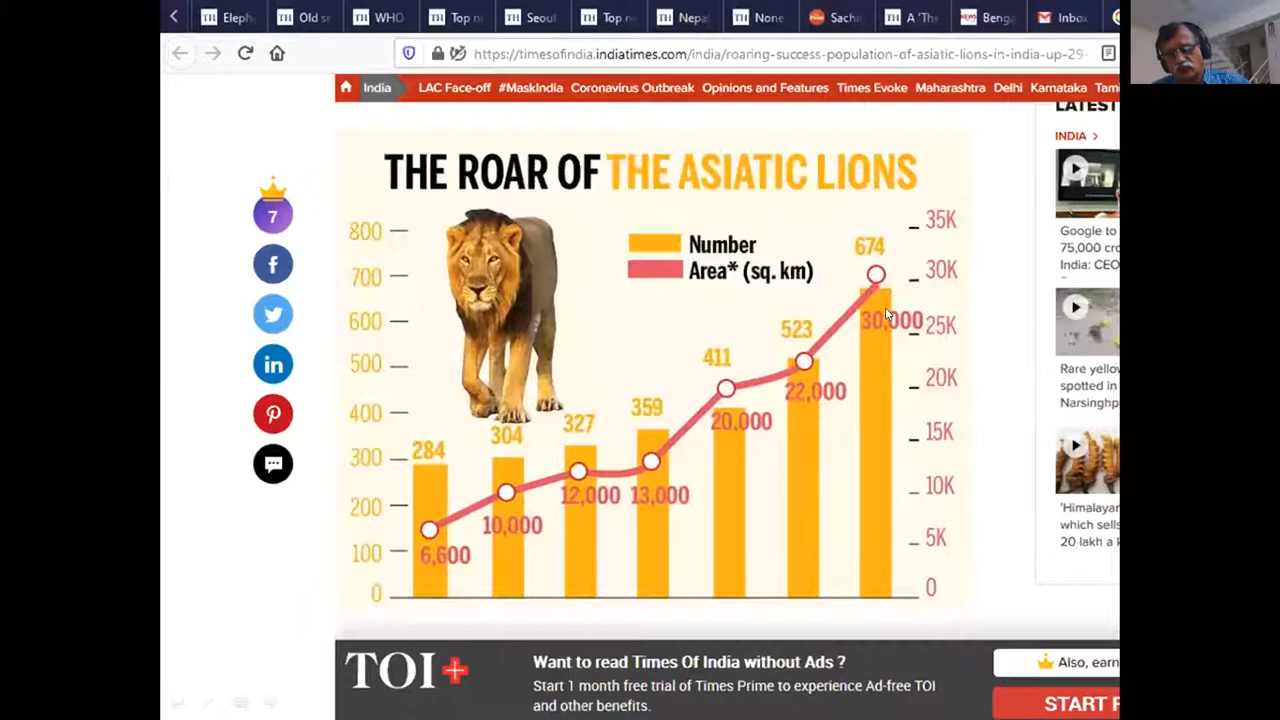 Eleph
Old se
WHO
Top n
Seoul
Top ne
Nepal
None
Sachi
A 'The
Beng
Inbox
https://timesofindia.indiatimes.com/india/roaring-success-population-of-asiatic-lions-in-india-up-29-
India LAC Face-off #MaskIndia Coronavirus Outbreak Opinions and Features Times Evoke Maharashtra Delhi Karnataka Tami
LATEST
INDIA >
THE ROAR OF THE ASIATIC LIONS
7
Number
Area* (sq. km)
800
700
600
500
400
300
200
100
0
35K
30K
25K
20K
15K
10K
5K
0
284
304
327
359
411
523
674
6,600
10,000
12,000
13,000
20,000
22,000
30,000
Google to
75,000 cro
India: CEO
Rare yellow
spotted in
Narsinghp
'Himalayan
which sells
20 lakh a k
TOI+
Want to read Times Of India without Ads ?
Start 1 month free trial of Times Prime to experience Ad-free TOI
and other benefits.
Also, earn
START F